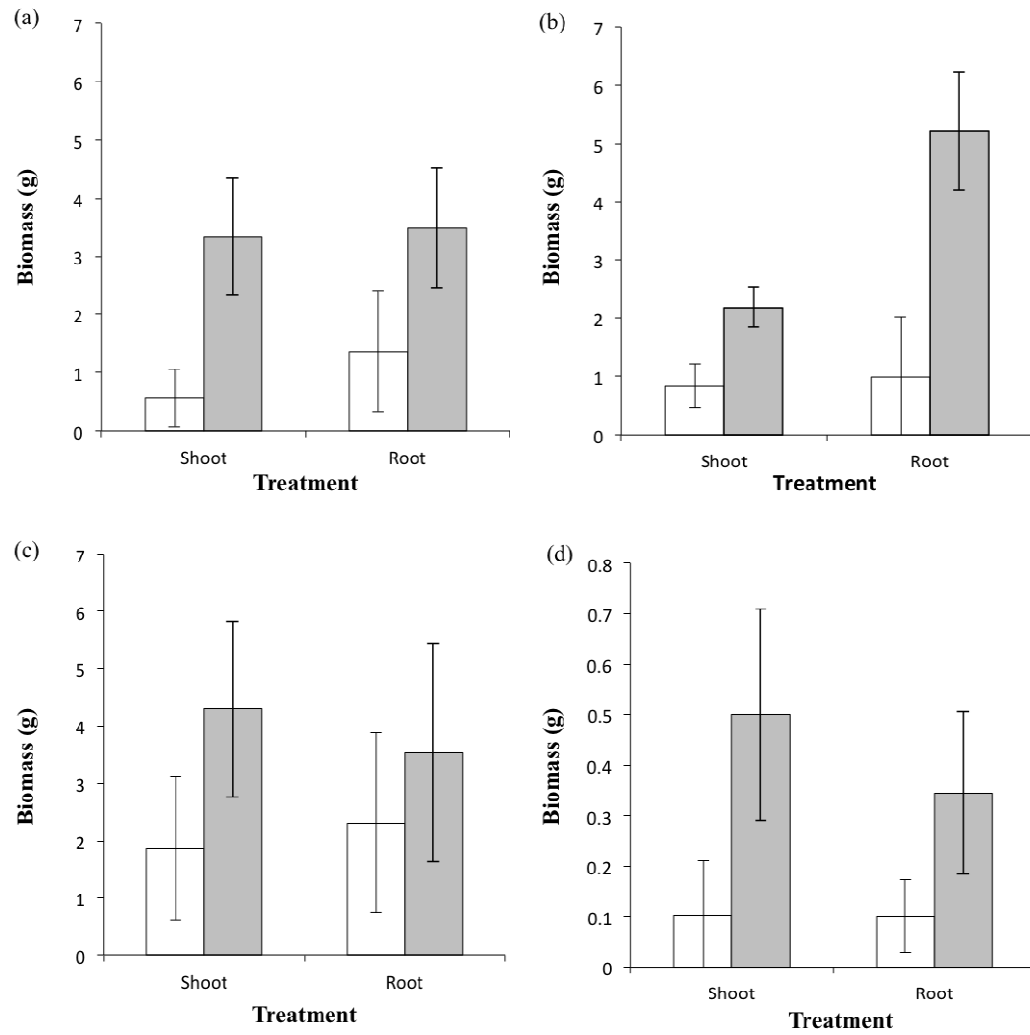 (a)
7
6
5
4
3
2
1
0
Biomass (g)
Shoot
Root
Treatment
(b)
7
6
5
4
3
2
1
0
Biomass (g)
Shoot
Root
Treatment
(c)
7
6
5
4
3
2
1
0
Biomass (g)
Shoot
Root
Treatment
(d)
0.8
0.7
0.6
0.5
0.4
0.3
0.2
0.1
0
Biomass (g)
Shoot
Root
Treatment